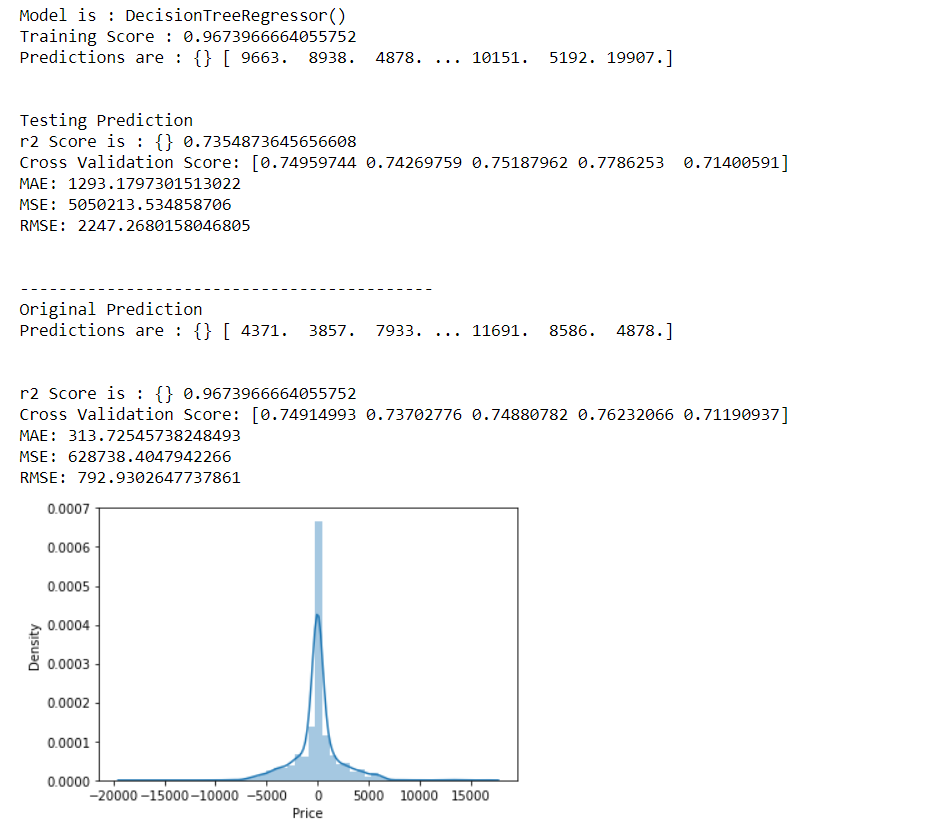 Model is : DecisionTreeRegressor()
Training Score : 0.9673966664055752
Predictions are : {} [ 9663.  8938.  4878. ... 10151.  5192. 19907.]
Testing Prediction
r2 Score is : {} 0.7354873645656608
Cross Validation Score: [0.74959744 0.74269759 0.75187962 0.7786253  0.71400591]
MAE: 1293.1797301513022
MSE: 5050213.534858706
RMSE: 2247.2680158046805
-----------------------------------------
Original Prediction
Predictions are : {} [ 4371.  3857.  7933. ... 11691.  8586.  4878.]
r2 Score is : {} 0.9673966664055752
Cross Validation Score: [0.74914993 0.73702776 0.74880782 0.76232066 0.71190937]
MAE: 313.72545738248493
MSE: 628738.4047942266
RMSE: 792.9302647737861
0.0007
0.0006
0.0005
0.0004
0.0003
0.0002
0.0001
0.0000
Density
−20000 −15000 −10000 −5000 0 5000 10000 15000
Price